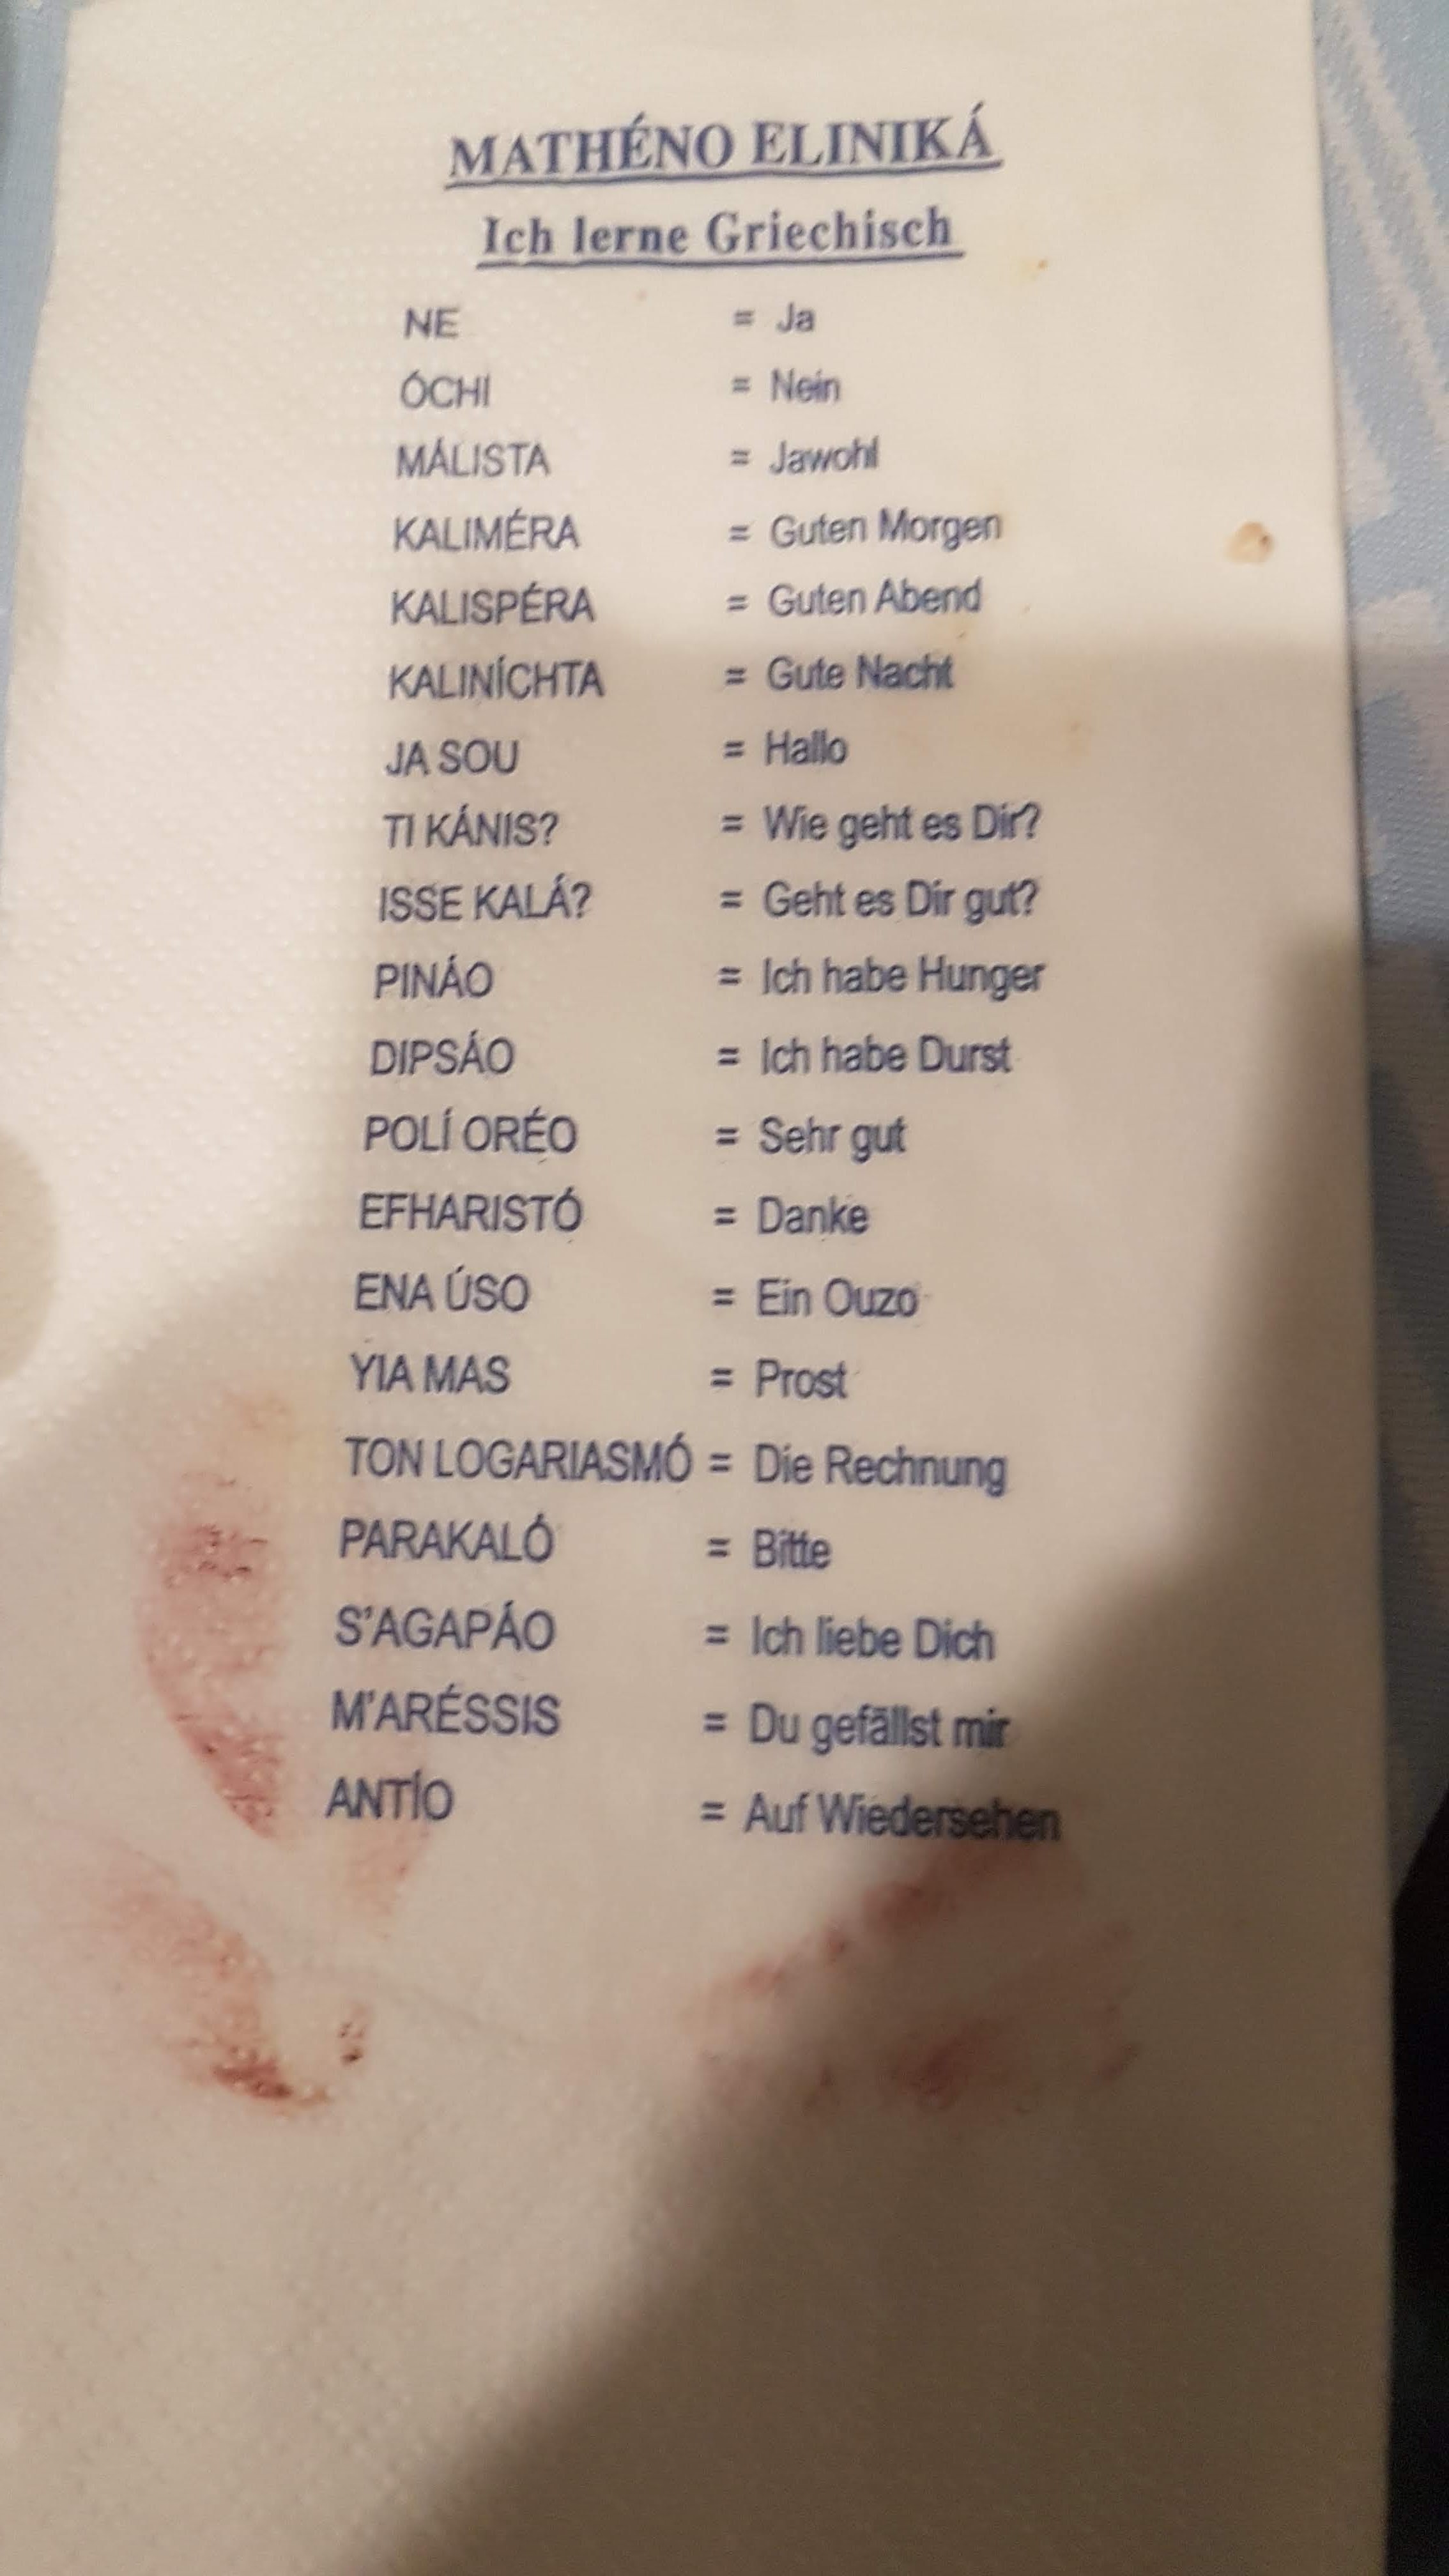 MATHÉNO ELINIKÁ
Ich lerne Griechisch
NE = Ja
ÓCHI = Nein
MÁLISTA = Jawohl
KALIMÉRA = Guten Morgen
KALISPÉRA = Guten Abend
KALINÍCHTA = Gute Nacht
JA SOU = Hallo
TI KÁNIS? = Wie geht es Dir?
ISSE KALÁ? = Geht es Dir gut?
PINÁO = Ich habe Hunger
DIPSÁO = Ich habe Durst
POLÍ ORÉO = Sehr gut
EFHARISTÓ = Danke
ENA ÚSO = Ein Ouzo
YIA MAS = Prost
TON LOGARIASMÓ = Die Rechnung
PARAKALÓ = Bitte
S'AGAPÁO = Ich liebe Dich
M'ARÉSSIS = Du gefällst mir
ANTÍO = Auf Wiedersehen